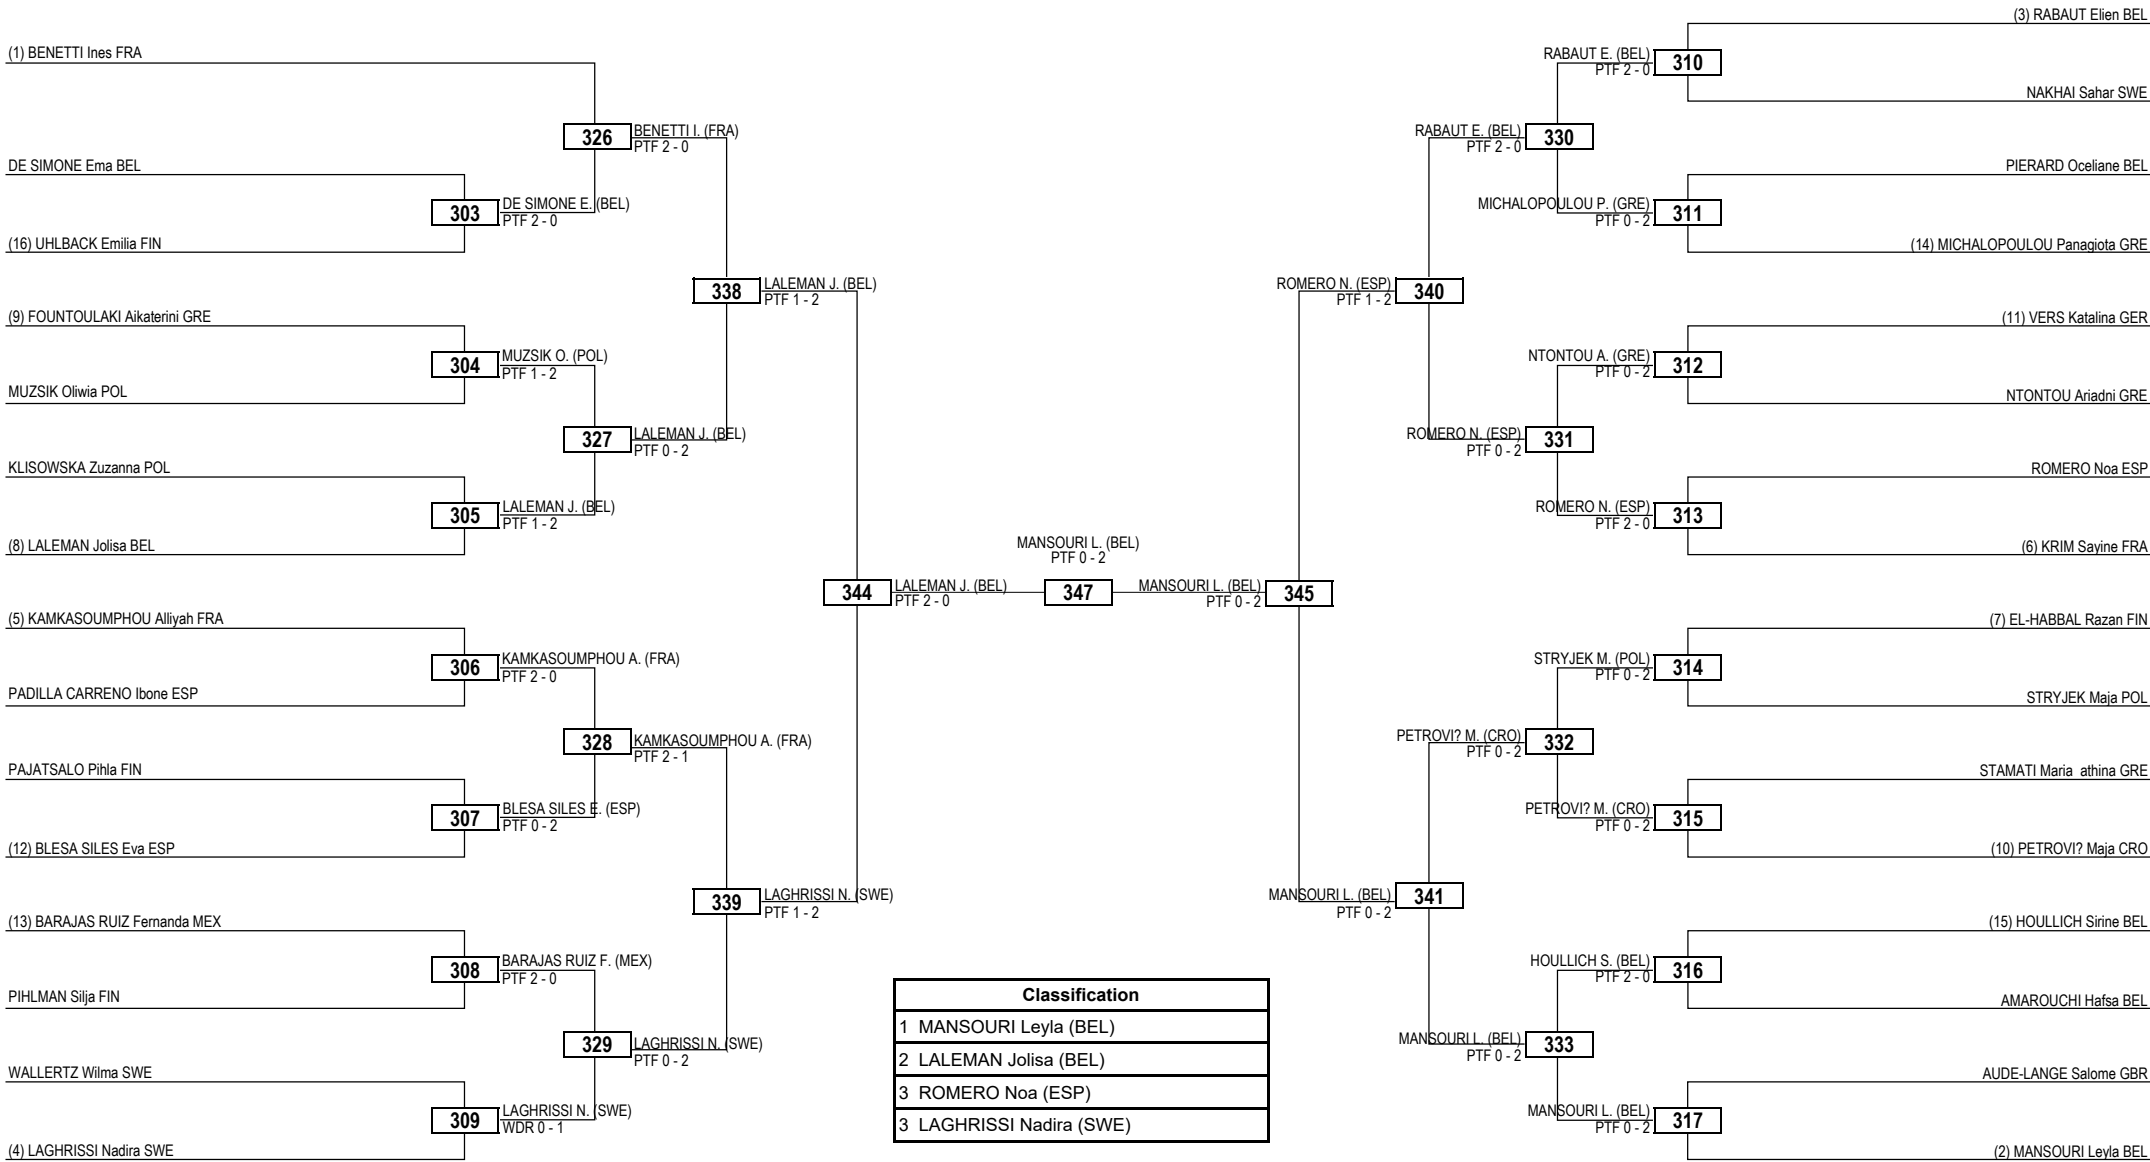 (1) BENETTI Ines FRA
DE SIMONE Ema BEL
(16) UHLBACK Emilia FIN
(9) FOUNTOULAKI Aikaterini GRE
MUZSIK Oliwia POL
KLISOWSKA Zuzanna POL
(8) LALEMAN Jolisa BEL
(5) KAMKASOUMPHOU Alliyah FRA
PADILLA CARRENO Ibone ESP
PAJATSALO Pihla FIN
(12) BLESA SILES Eva ESP
(13) BARAJAS RUIZ Fernanda MEX
PIHLMAN Silja FIN
WALLERTZ Wilma SWE
(4) LAGHRISSI Nadira SWE
303
DE SIMONE E. (BEL)
PTF 2 - 0
304
MUZSIK O. (POL)
PTF 1 - 2
305
LALEMAN J. (BEL)
PTF 1 - 2
306
KAMKASOUMPHOU A. (FRA)
PTF 2 - 0
307
BLESA SILES E. (ESP)
PTF 0 - 2
308
BARAJAS RUIZ F. (MEX)
PTF 2 - 0
309
LAGHRISSI N. (SWE)
WDR 0 - 1
326
BENETTI I. (FRA)
PTF 2 - 0
327
LALEMAN J. (BEL)
PTF 0 - 2
328
KAMKASOUMPHOU A. (FRA)
PTF 2 - 1
329
LAGHRISSI N. (SWE)
PTF 0 - 2
338
LALEMAN J. (BEL)
PTF 1 - 2
339
LAGHRISSI N. (SWE)
PTF 1 - 2
344
LALEMAN J. (BEL)
PTF 2 - 0
MANSOURI L. (BEL)
PTF 0 - 2
347
MANSOURI L. (BEL)
PTF 0 - 2
345
ROMERO N. (ESP)
PTF 1 - 2
340
MANSOURI L. (BEL)
PTF 0 - 2
341
RABAUT E. (BEL)
PTF 2 - 0
330
ROMERO N. (ESP)
PTF 0 - 2
331
PETROVI? M. (CRO)
PTF 0 - 2
332
MANSOURI L. (BEL)
PTF 0 - 2
333
RABAUT E. (BEL)
PTF 2 - 0
310
MICHALOPOULOU P. (GRE)
PTF 0 - 2
311
NTONTOU A. (GRE)
PTF 0 - 2
312
ROMERO N. (ESP)
PTF 2 - 0
313
STRYJEK M. (POL)
PTF 0 - 2
314
PETROVI? M. (CRO)
PTF 0 - 2
315
HOULLICH S. (BEL)
PTF 2 - 0
316
MANSOURI L. (BEL)
PTF 0 - 2
317
(3) RABAUT Elien BEL
NAKHAI Sahar SWE
PIERARD Oceliane BEL
(14) MICHALOPOULOU Panagiota GRE
(11) VERS Katalina GER
NTONTOU Ariadni GRE
ROMERO Noa ESP
(6) KRIM Sayine FRA
(7) EL-HABBAL Razan FIN
STRYJEK Maja POL
STAMATI Maria athina GRE
(10) PETROVI? Maja CRO
(15) HOULLICH Sirine BEL
AMAROUCHI Hafsa BEL
AUDE-LANGE Salome GBR
(2) MANSOURI Leyla BEL
Classification
1 MANSOURI Leyla (BEL)
2 LALEMAN Jolisa (BEL)
3 ROMERO Noa (ESP)
3 LAGHRISSI Nadira (SWE)